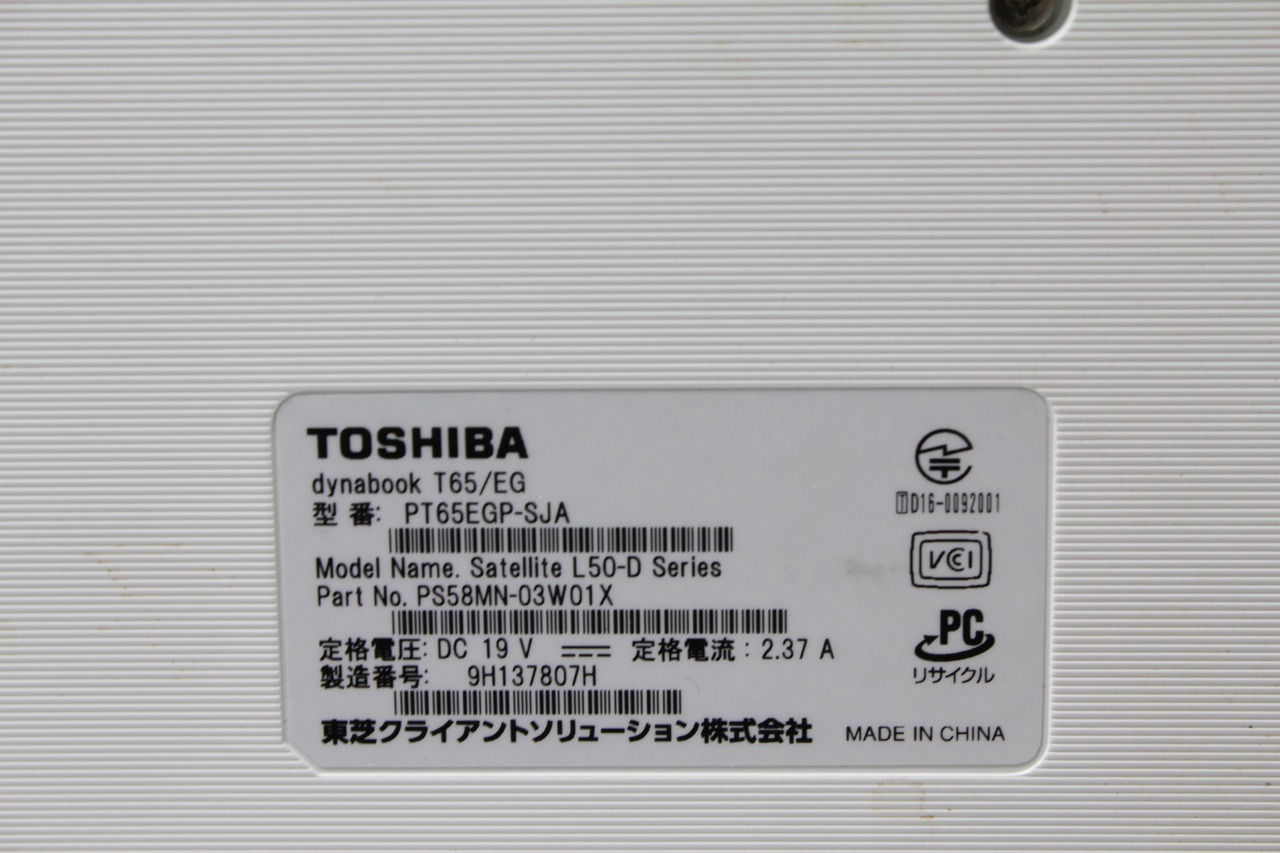 TOSHIBA
dynabook T65/EG
型番: PT65EGP-SJA
Model Name. Satellite L50-D Series
Part No. PS58MN-03W01X
定格電圧: DC 19 V 定格電流: 2.37 A
製造番号: 9H137807H
東芝クライアントソリューション株式会社
T D16-0092001
VCCI
PC
リサイクル
MADE IN CHINA